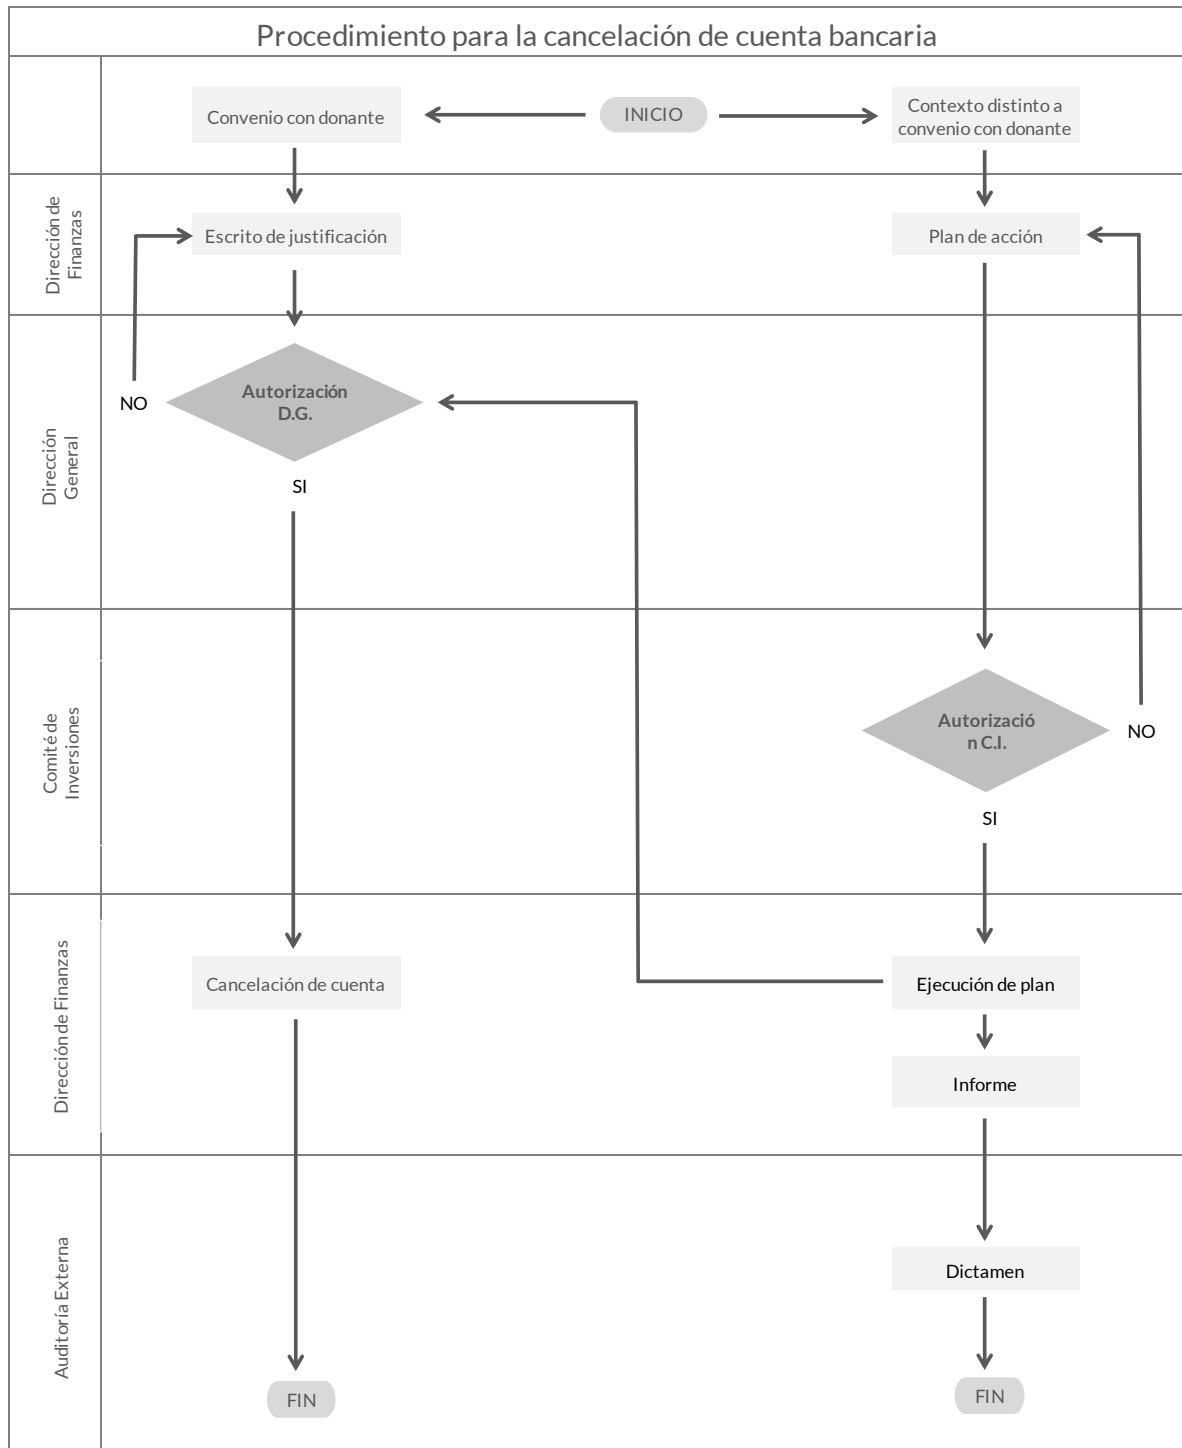 Procedimiento para la cancelación de cuenta bancaria
Convenio con donante
INICIO
Contexto distinto a
convenio con donante
Dirección de
Finanzas
Escrito de justificación
Plan de acción
Dirección
General
NO
Autorización
D.G.
SI
Comité de
Inversiones
Autorizació
n C.I.
NO
SI
Dirección de Finanzas
Cancelación de cuenta
Ejecución de plan
Informe
Auditoría Externa
Dictamen
FIN
FIN